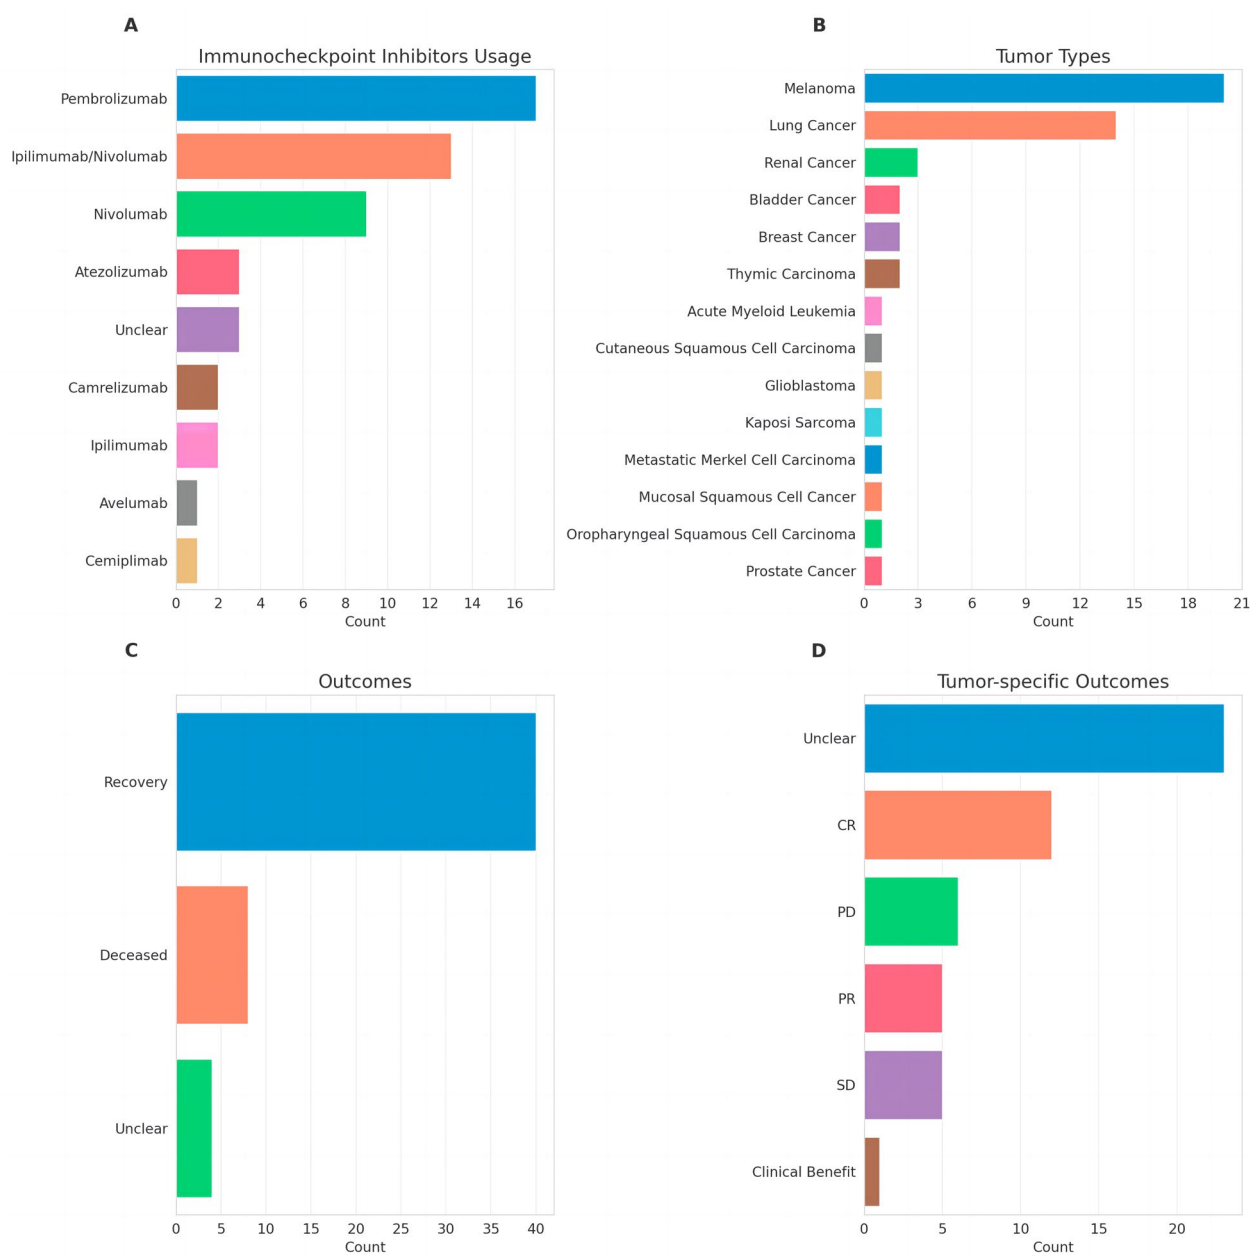 A
Immunocheckpoint Inhibitors Usage
Pembrolizumab
Ipilimumab/Nivolumab
Nivolumab
Atezolizumab
Unclear
Camrelizumab
Ipilimumab
Avelumab
Cemiplimab
0 2 4 6 8 10 12 14 16
Count
B
Tumor Types
Melanoma
Lung Cancer
Renal Cancer
Bladder Cancer
Breast Cancer
Thymic Carcinoma
Acute Myeloid Leukemia
Cutaneous Squamous Cell Carcinoma
Glioblastoma
Kaposi Sarcoma
Metastatic Merkel Cell Carcinoma
Mucosal Squamous Cell Cancer
Oropharyngeal Squamous Cell Carcinoma
Prostate Cancer
0 3 6 9 12 15 18 21
Count
C
Outcomes
Recovery
Deceased
Unclear
0 5 10 15 20 25 30 35 40
Count
D
Tumor-specific Outcomes
Unclear
CR
PD
PR
SD
Clinical Benefit
0 5 10 15 20
Count